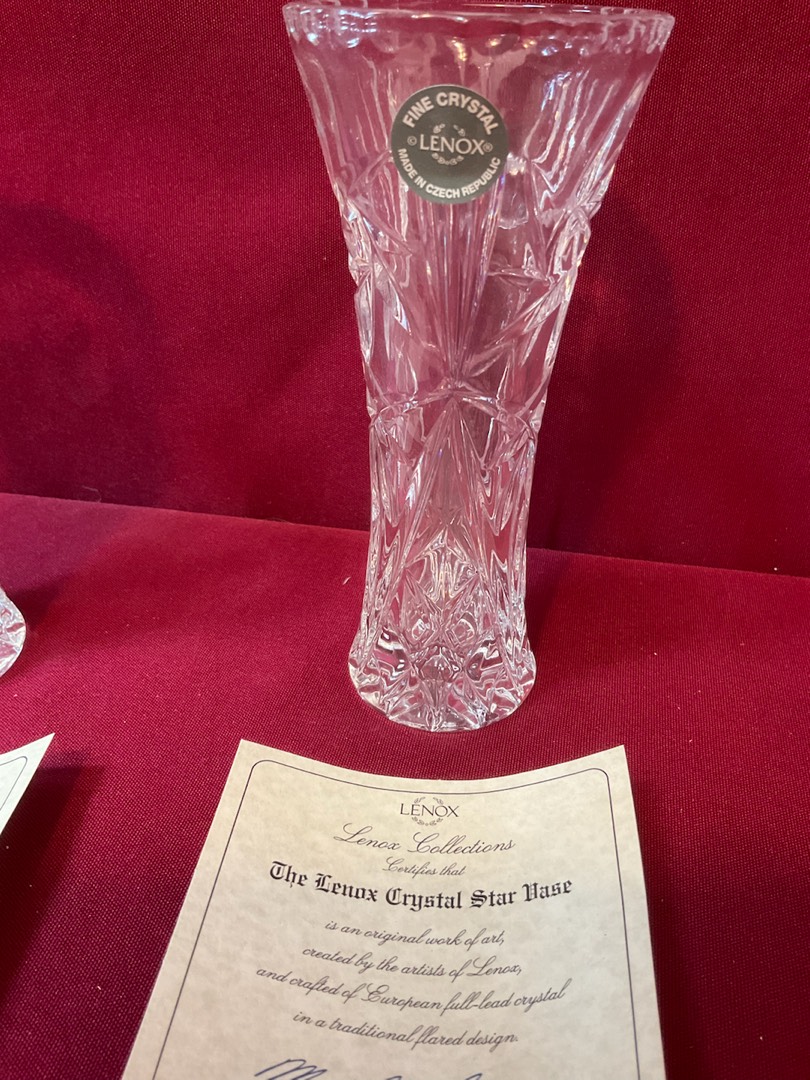 FINE CRYSTAL
© LENOX®
MADE IN CZECH REPUBLIC
LENOX
Lenox Collections
Certifies that
The Lenox Crystal Star Vase
is an original work of art,
created by the artists of Lenox,
and crafted of European full-lead crystal
in a traditional flared design.